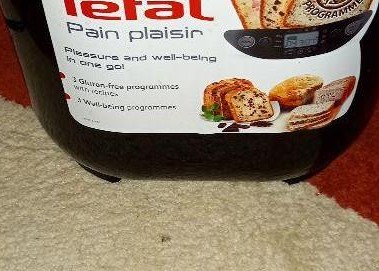 Tefal
PROGRAMMES
Pain plaisir
Pleasure and well-being
in one go!
3 Gluten-free programmes
with recipes
3 Well-being programmes